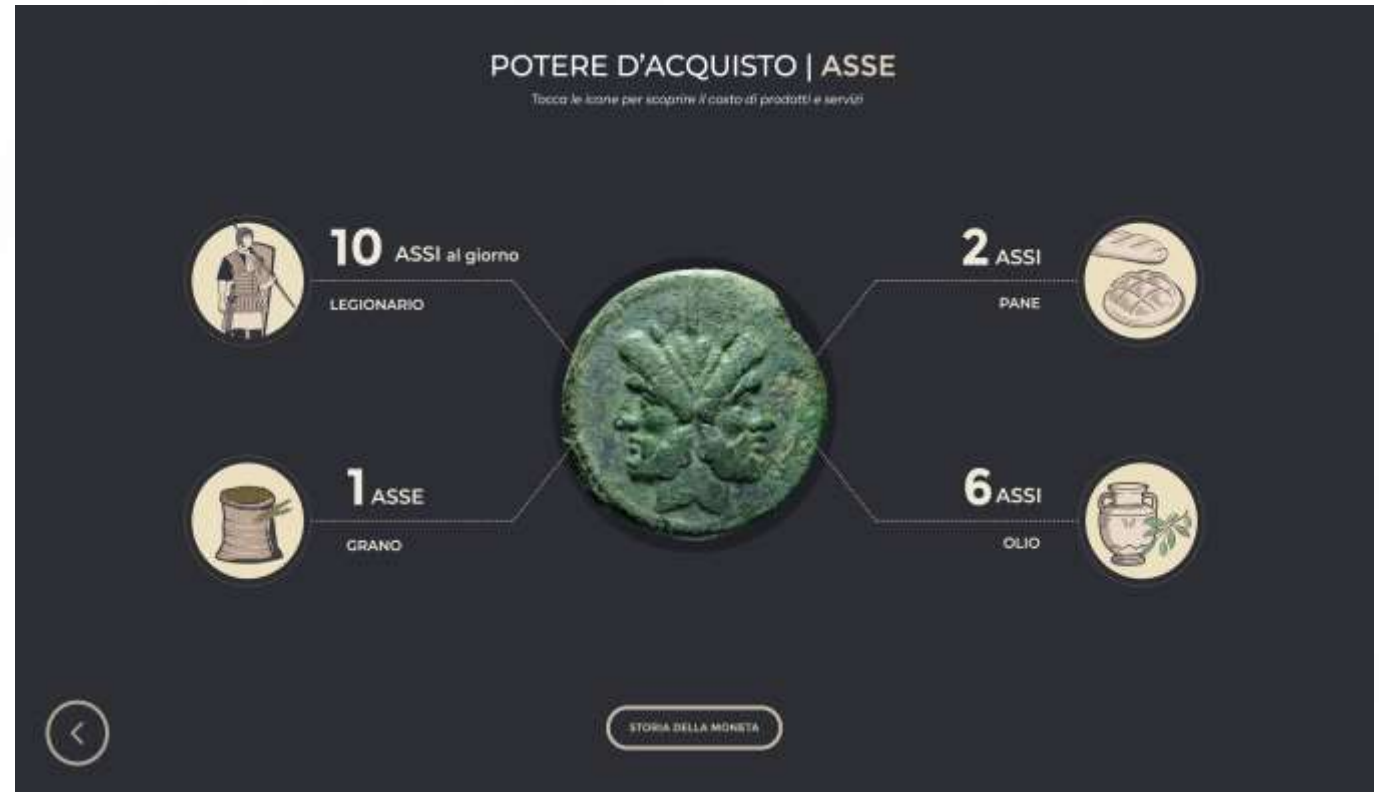 POTERE D'ACQUISTO | ASSE
Tocca le icone per scoprire il costo di prodotti e servizi
10 ASSI al giorno
LEGIONARIO
2 ASSI
PANE
1 ASSE
GRANO
6 ASSI
OLIO
STORIA DELLA MONETA